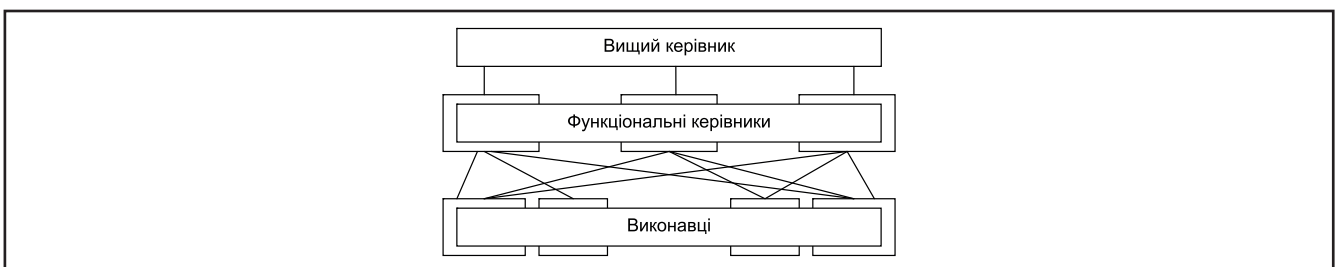 Вищий керівник
Функціональні керівники
Виконавці